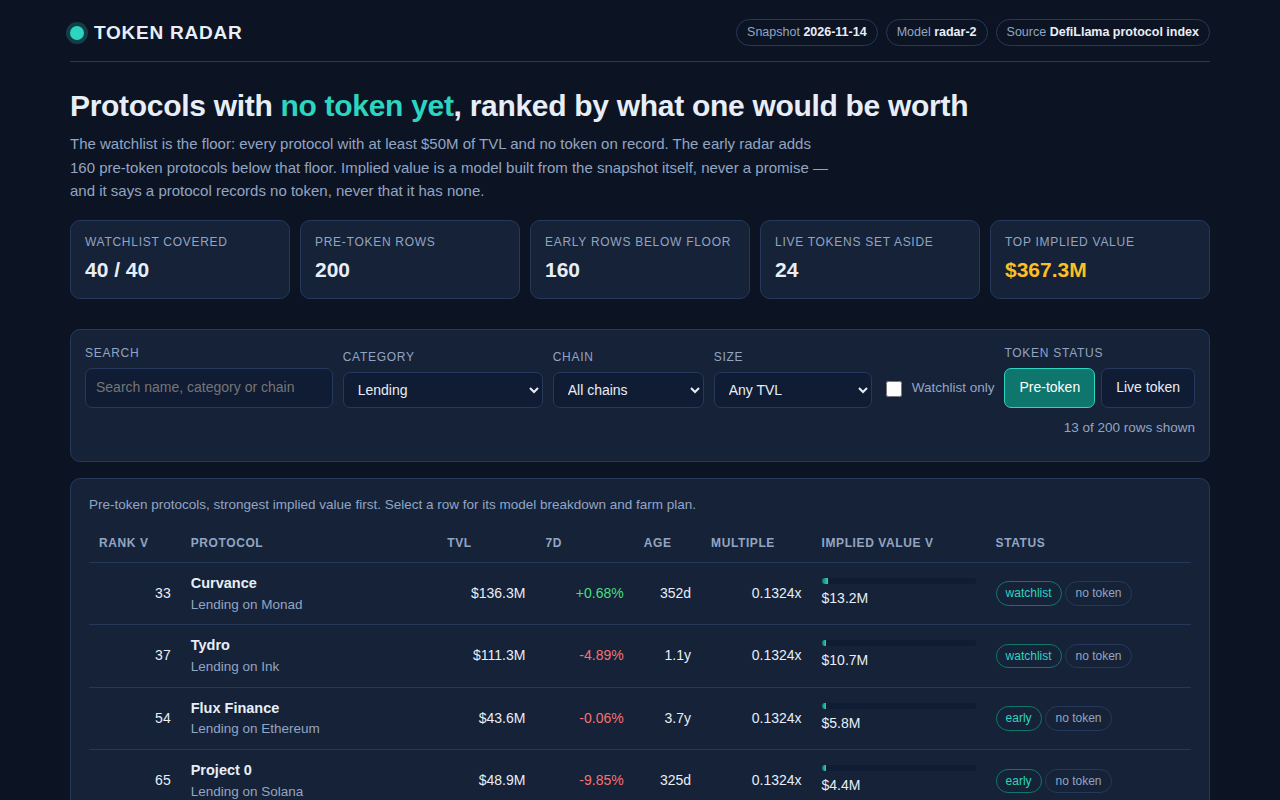 TOKEN RADAR
Snapshot 2026-11-14
Model radar-2
Source DefiLlama protocol index
Protocols with no token yet, ranked by what one would be worth
The watchlist is the floor: every protocol with at least $50M of TVL and no token on record. The early radar adds
160 pre-token protocols below that floor. Implied value is a model built from the snapshot itself, never a promise —
and it says a protocol records no token, never that it has none.
WATCHLIST COVERED
40 / 40
PRE-TOKEN ROWS
200
EARLY ROWS BELOW FLOOR
160
LIVE TOKENS SET ASIDE
24
TOP IMPLIED VALUE
$367.3M
SEARCH
Search name, category or chain
CATEGORY
Lending
CHAIN
All chains
SIZE
Any TVL
Watchlist only
TOKEN STATUS
Pre-token
Live token
13 of 200 rows shown
Pre-token protocols, strongest implied value first. Select a row for its model breakdown and farm plan.
RANK V PROTOCOL TVL 7D AGE MULTIPLE IMPLIED VALUE V STATUS
33 Curvance $136.3M +0.68% 352d 0.1324x $13.2M watchlist no token
Lending on Monad
37 Tydro $111.3M -4.89% 1.1y 0.1324x $10.7M watchlist no token
Lending on Ink
54 Flux Finance $43.6M -0.06% 3.7y 0.1324x $5.8M early no token
Lending on Ethereum
65 Project 0 $48.9M -9.85% 325d 0.1324x $4.4M early no token
Lending on Solana